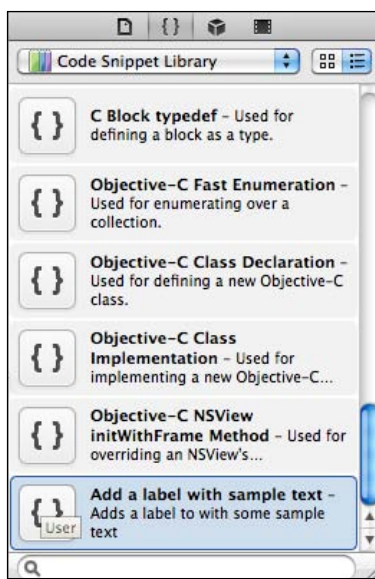 { }
Code Snippet Library
{ }
C Block typedef – Used for
defining a block as a type.
{ }
Objective-C Fast Enumeration –
Used for enumerating over a
collection.
{ }
Objective-C Class Declaration –
Used for defining a new Objective-C
class.
{ }
Objective-C Class
Implementation – Used for
implementing a new Objective-C...
{ }
Objective-C NSView
initWithFrame Method – Used for
overriding an NSView's...
{ }
User
Add a label with sample text –
Adds a label to with some sample
text